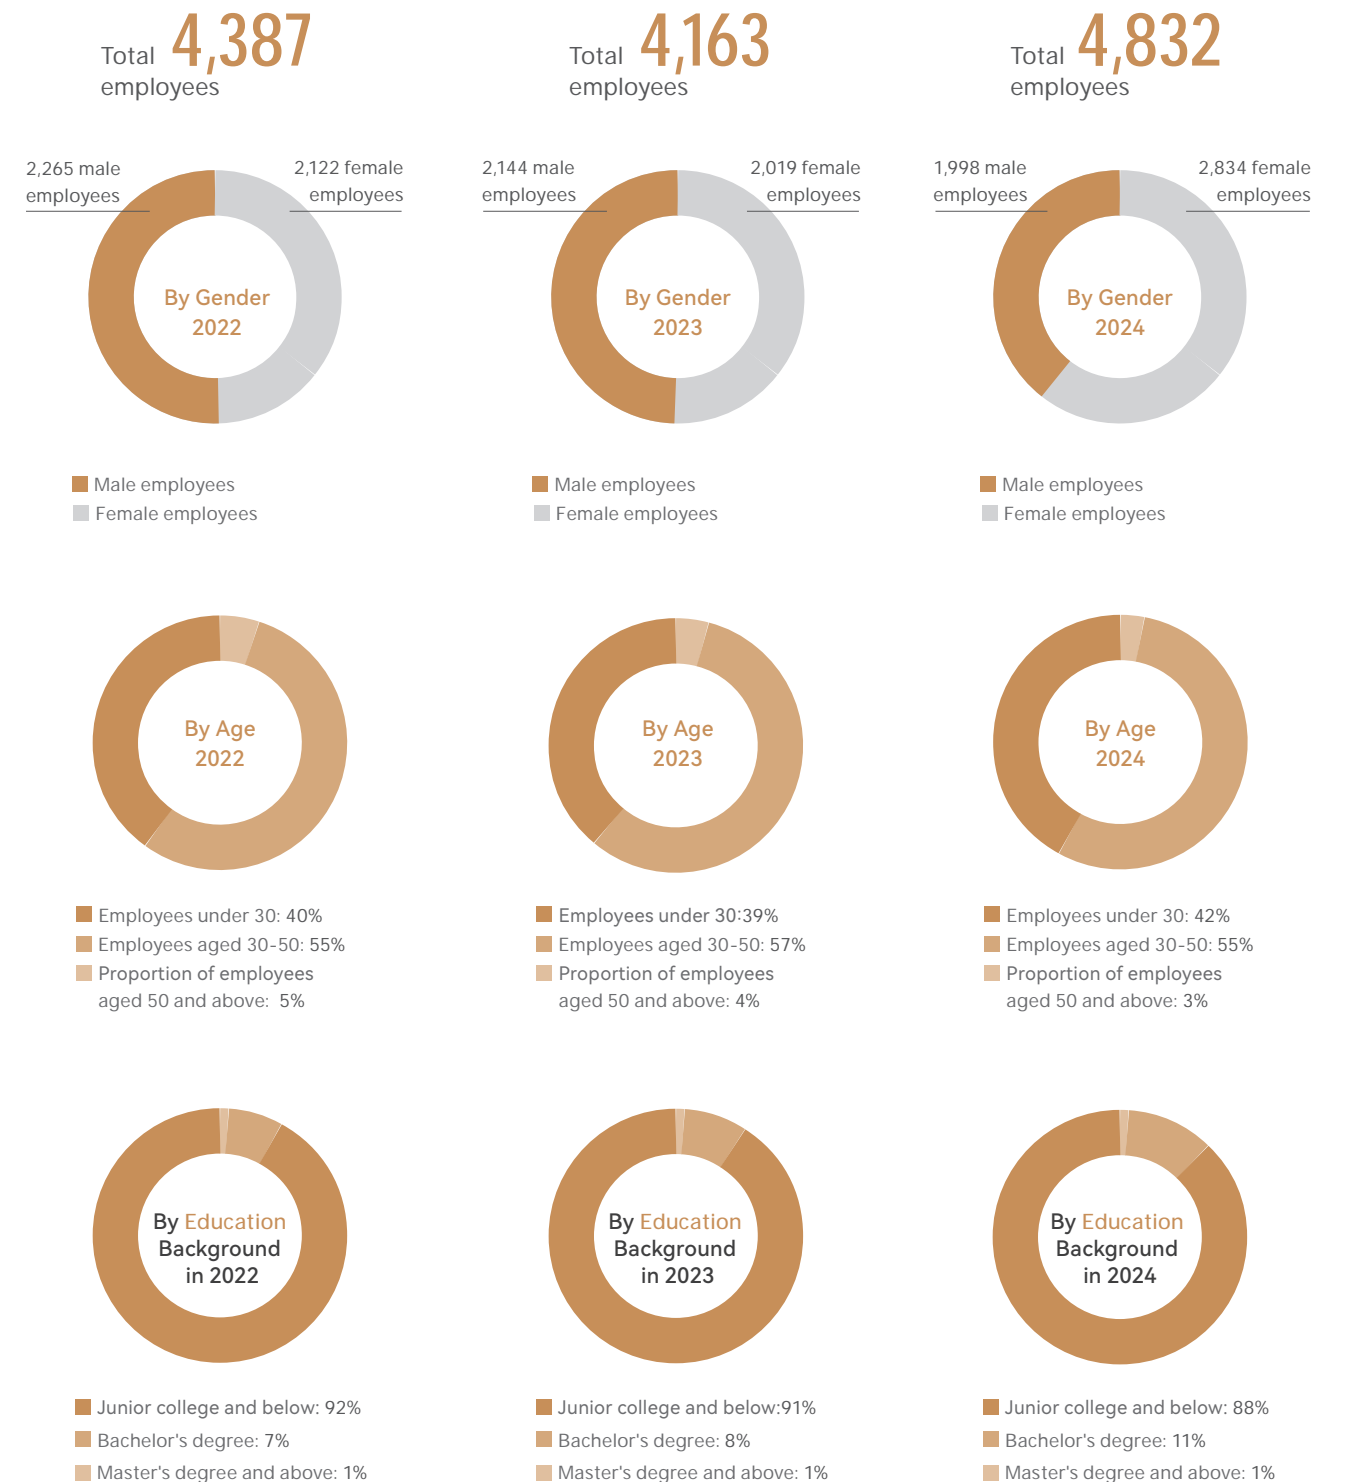 Total 4,387
employees
Total 4,163
employees
Total 4,832
employees
2,265 male
employees
2,122 female
employees
2,144 male
employees
2,019 female
employees
1,998 male
employees
2,834 female
employees
By Gender
2022
By Gender
2023
By Gender
2024
Male employees
Female employees
Male employees
Female employees
Male employees
Female employees
By Age
2022
By Age
2023
By Age
2024
Employees under 30: 40%
Employees aged 30-50: 55%
Proportion of employees
aged 50 and above: 5%
Employees under 30:39%
Employees aged 30-50: 57%
Proportion of employees
aged 50 and above: 4%
Employees under 30: 42%
Employees aged 30-50: 55%
Proportion of employees
aged 50 and above: 3%
By Education
Background
in 2022
By Education
Background
in 2023
By Education
Background
in 2024
Junior college and below: 92%
Bachelor's degree: 7%
Master's degree and above: 1%
Junior college and below:91%
Bachelor's degree: 8%
Master's degree and above: 1%
Junior college and below: 88%
Bachelor's degree: 11%
Master's degree and above: 1%